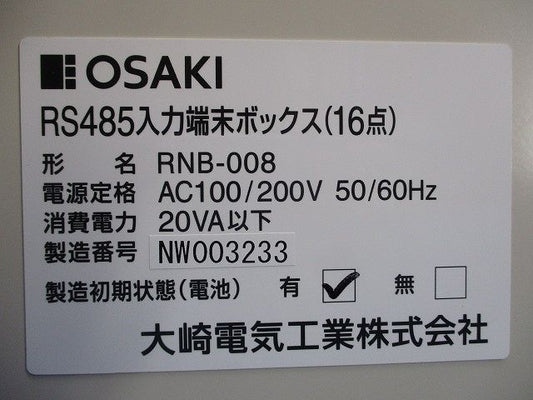 OSAKI
RS485入力端末ボックス(16点)
形 名 RNB-008
電源定格 AC100/200V 50/60Hz
消費電力 20VA以下
製造番号 NW003233
製造初期状態(電池) 有 ☑ 無 ☐
大崎電気工業株式会社